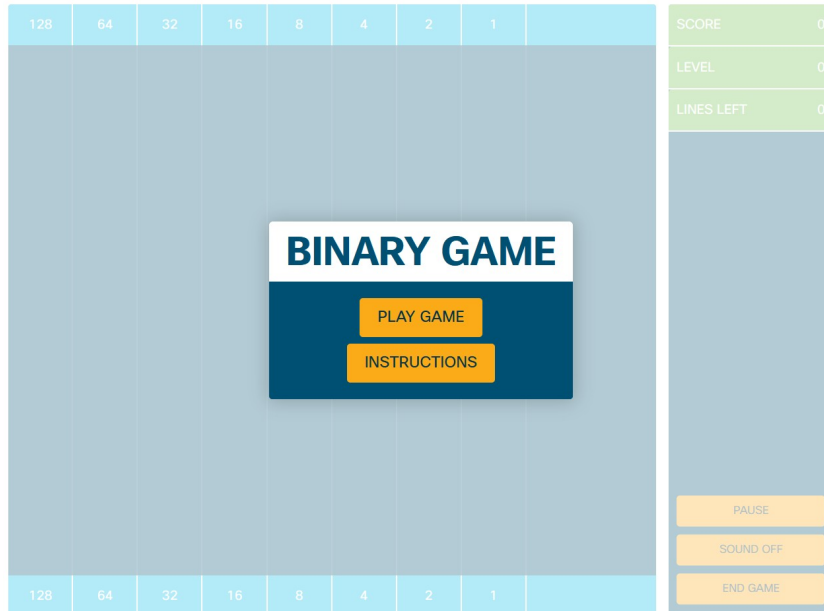 128 64 32 16 8 4 2 1
SCORE 0
LEVEL 0
LINES LEFT 0
BINARY GAME
PLAY GAME
INSTRUCTIONS
PAUSE
SOUND OFF
END GAME
128 64 32 16 8 4 2 1